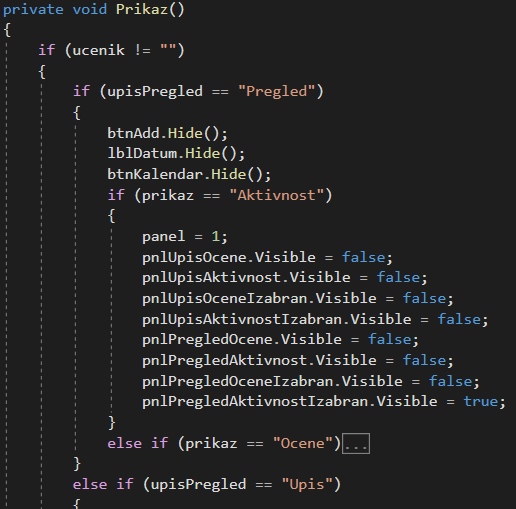 private void Prikaz()
{
    if (ucenik != "")
    {
        if (upisPregled == "Pregled")
        {
            btnAdd.Hide();
            lblDatum.Hide();
            btnKalendar.Hide();
            if (prikaz == "Aktivnost")
            {
                panel = 1;
                pnlUpisOcene.Visible = false;
                pnlUpisAktivnost.Visible = false;
                pnlUpisOceneIzabran.Visible = false;
                pnlUpisAktivnostIzabran.Visible = false;
                pnlPregledOcene.Visible = false;
                pnlPregledAktivnost.Visible = false;
                pnlPregledOceneIzabran.Visible = false;
                pnlPregledAktivnostIzabran.Visible = true;
            }
            else if (prikaz == "Ocene")...
        }
        else if (upisPregled == "Upis")
        {